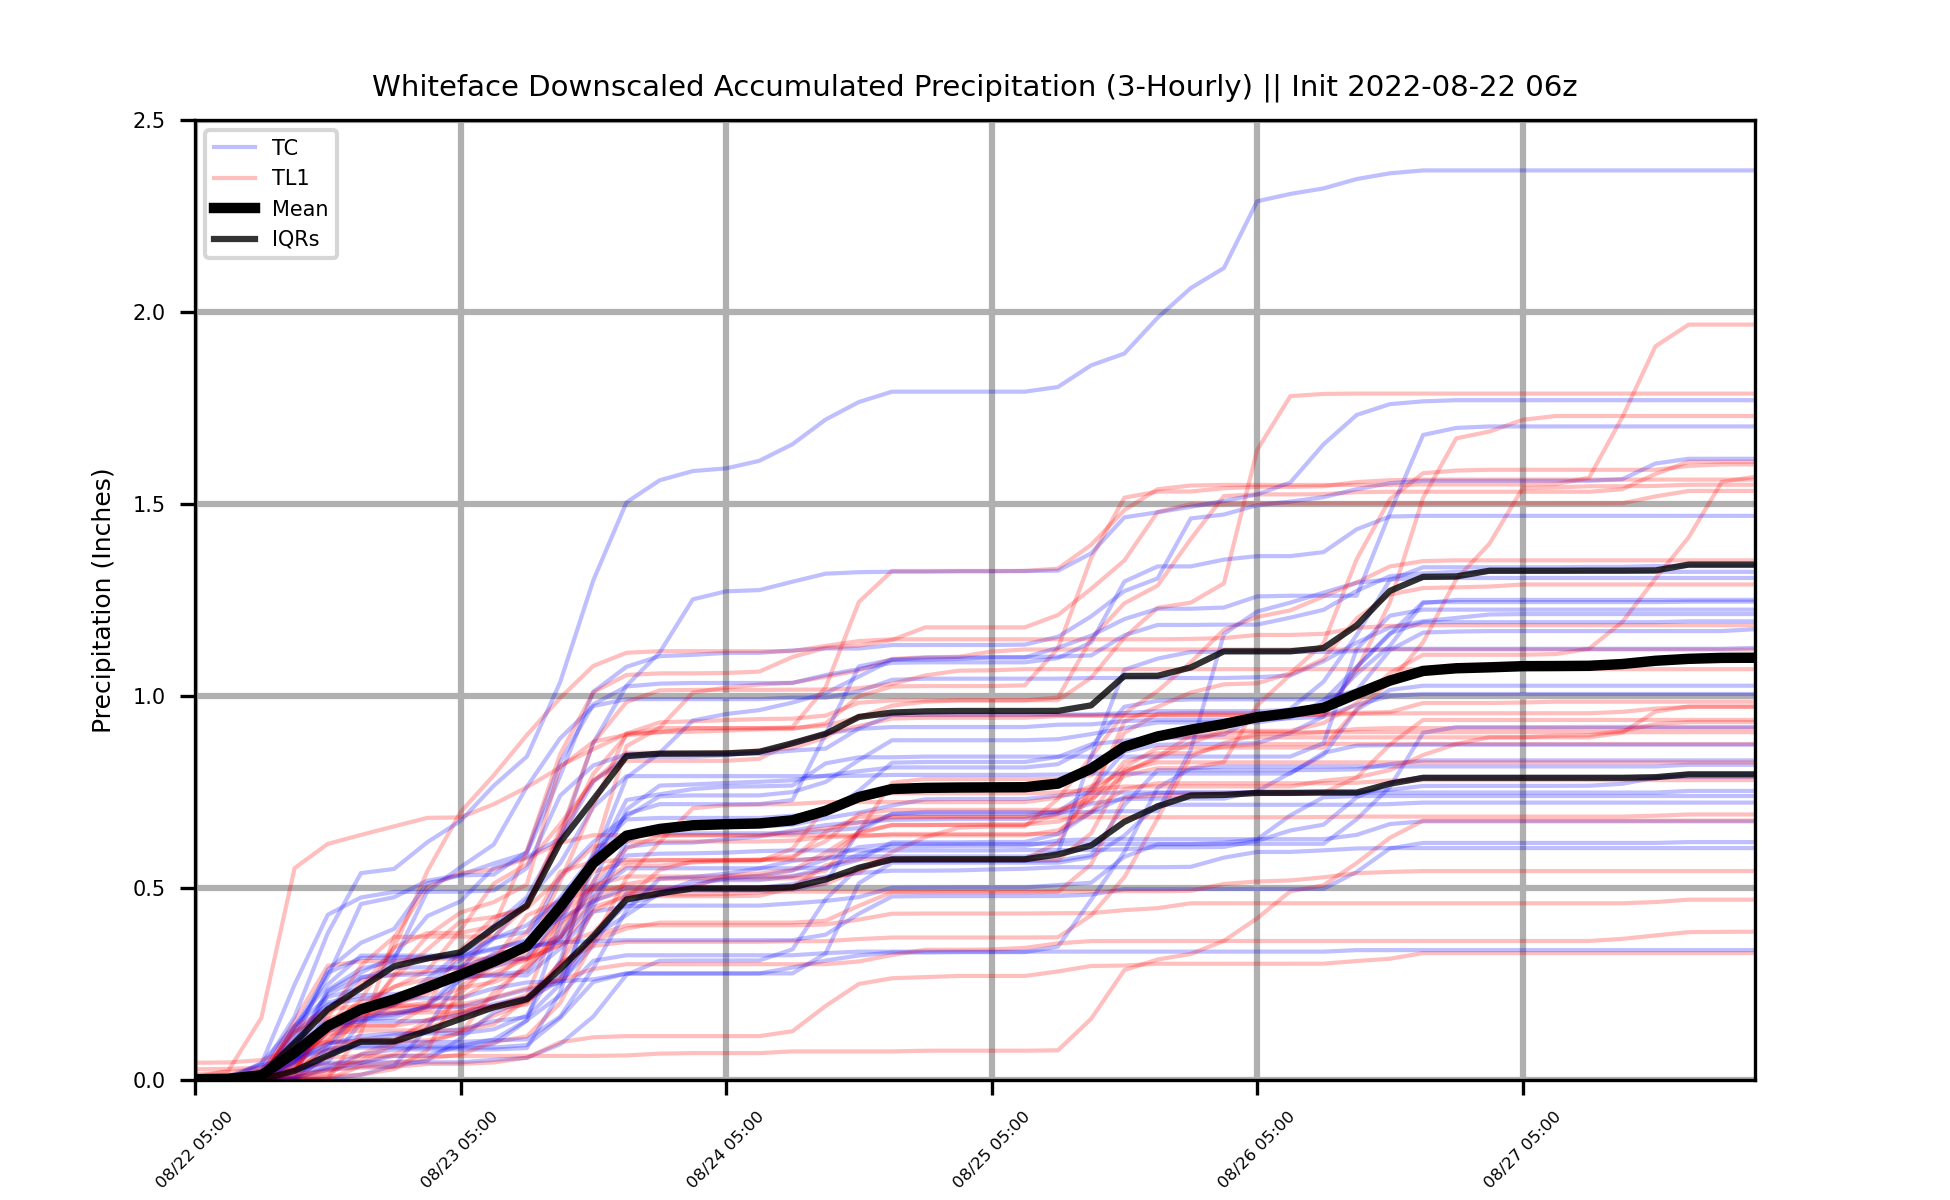 Whiteface Downscaled Accumulated Precipitation (3-Hourly) || Init 2022-08-22 06z
2.5
2.0
1.5
1.0
0.5
0.0
Precipitation (Inches)
TC
TL1
Mean
IQRs
08/22 05:00
08/23 05:00
08/24 05:00
08/25 05:00
08/26 05:00
08/27 05:00